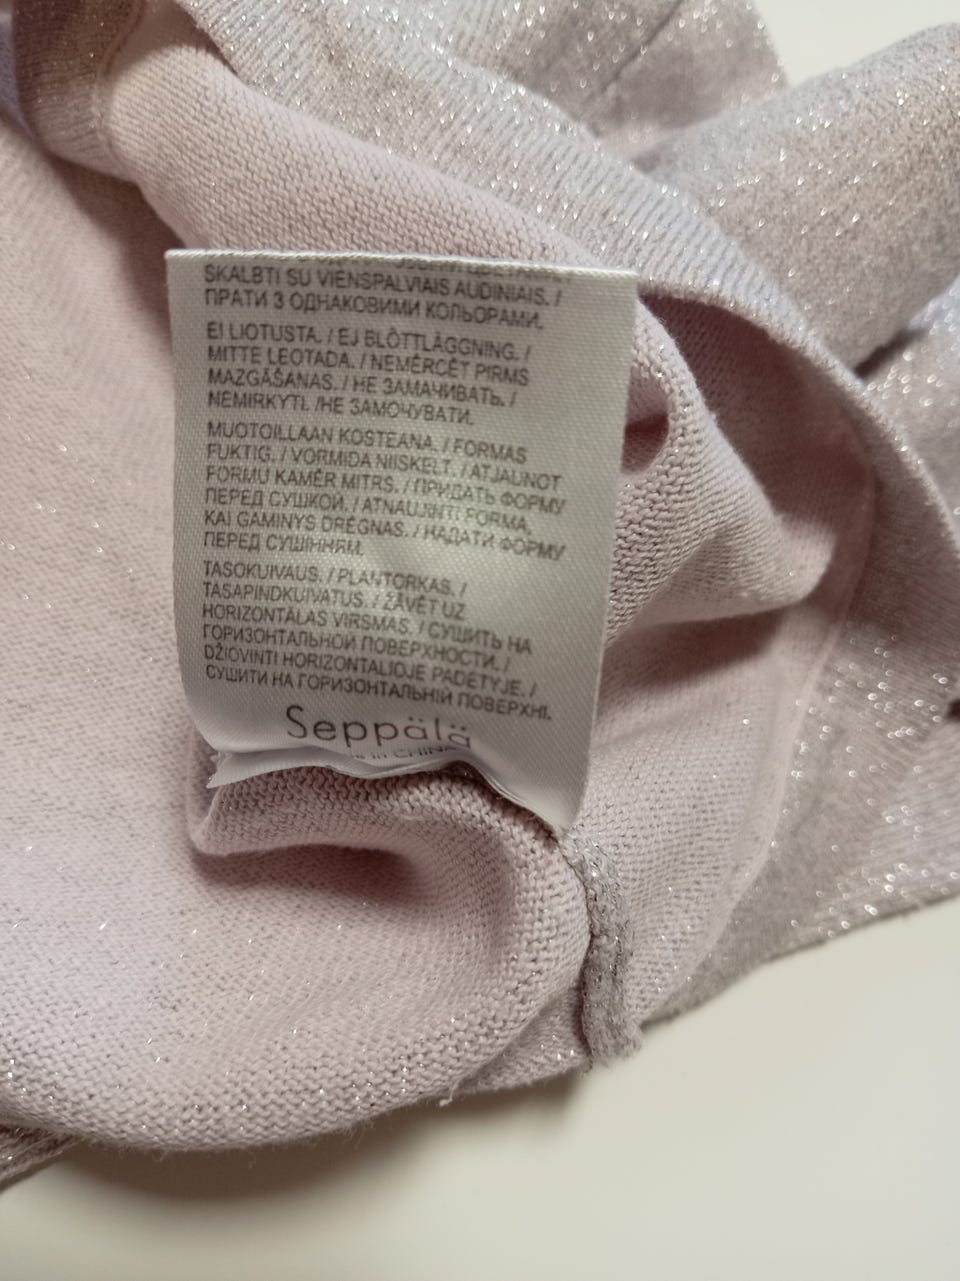 SKALBTI SU VIENSPALVIAIS AUDINIAIS. /
ПРАТИ З ОДНАКОВИМИ КОЛЬОРАМИ.
EI LIOTUSTA. / EJ BLÖTTLÄGGNING. /
MITTE LEOTADA. / NEMĒRCĒT PIRMS
MAZGĀŠANAS. / НЕ ЗАМАЧИВАТЬ. /
NEMIRKYTI. /НЕ ЗАМОЧУВАТИ.
MUOTOILLAAN KOSTEANA. / FORMAS
FUKTIG. / VORMIDA NIISKELT. / ATJAUNOT
FORMU KAMĒR MITRS. / ПРИДАТЬ ФОРМУ
ПЕРЕД СУШКОЙ. / ATNAUJINTI FORMĄ,
KAI GAMINYS DRĖGNAS. / НАДАТИ ФОРМУ
ПЕРЕД СУШІННЯМ.
TASOKUIVAUS. / PLANTORKAS. /
TASAPINDKUIVATUS. / ŽĀVĒT UZ
HORIZONTĀLAS VIRSMAS. / СУШИТЬ НА
ГОРИЗОНТАЛЬНОЙ ПОВЕРХНОСТИ. /
DŽIOVINTI HORIZONTALIOJE PADĖTYJE. /
СУШИТИ НА ГОРИЗОНТАЛЬНІЙ ПОВЕРХНІ.
Seppälä
in CHINA